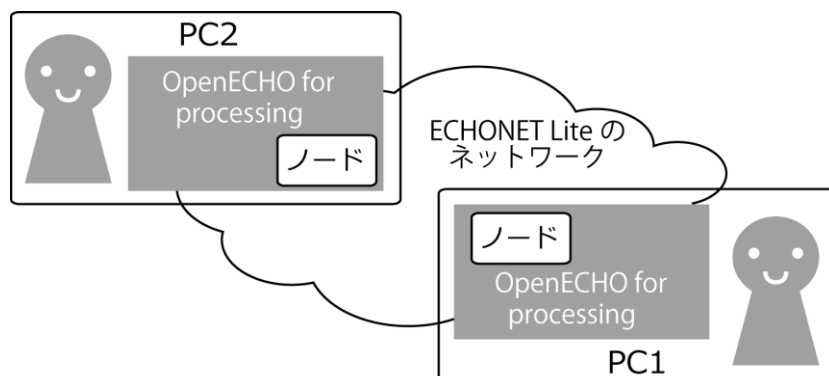 PC2
OpenECHO for
processing
ノード
ECHONET Lite の
ネットワーク
ノード
OpenECHO for
processing
PC1